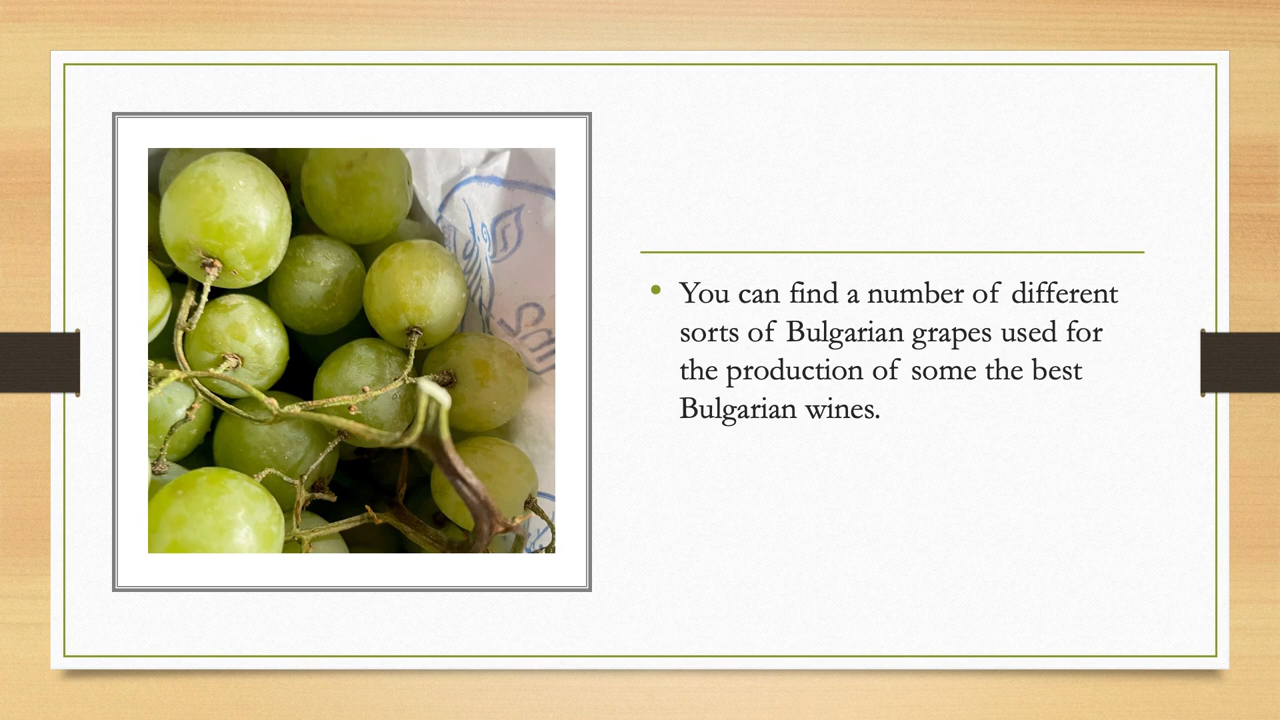 You can find a number of different
sorts of Bulgarian grapes used for
the production of some the best
Bulgarian wines.